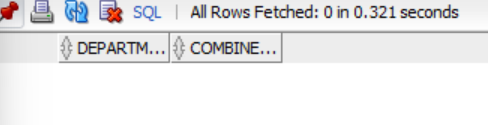 SQL | All Rows Fetched: 0 in 0.321 seconds
DEPARTM... COMBINE...